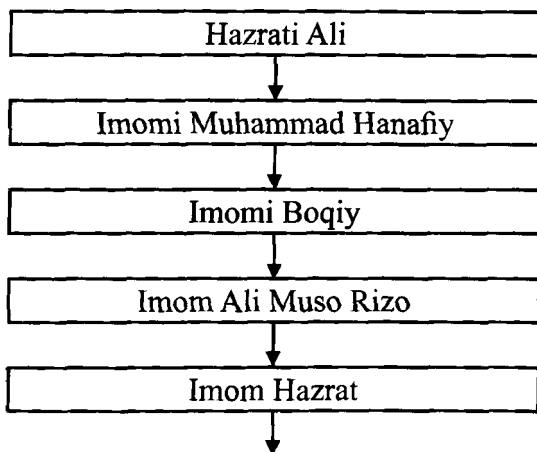 Hazrati Ali
Imomi Muhammad Hanafiy
Imomi Boqiy
Imom Ali Muso Rizo
Imom Hazrat